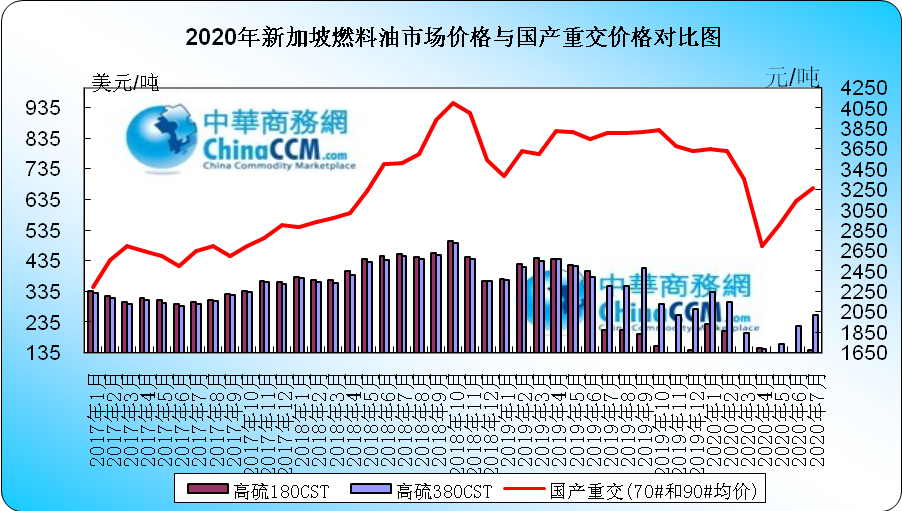 2020年新加坡燃料油市场价格与国产重交价格对比图
美元/吨
元/吨
935
835
735
635
535
435
335
235
135
4250
4050
3850
3650
3450
3250
3050
2850
2650
2450
2250
2050
1850
1650
中華商務網
ChinaCCM.com
China Commodity Marketplace
中華商務網
ChinaCCM.com
China Commodity Marketplace
2017年1月
2017年2月
2017年3月
2017年4月
2017年5月
2017年6月
2017年7月
2017年8月
2017年9月
2017年10月
2017年11月
2017年12月
2018年1月
2018年2月
2018年3月
2018年4月
2018年5月
2018年6月
2018年7月
2018年8月
2018年9月
2018年10月
2018年11月
2018年12月
2019年1月
2019年2月
2019年3月
2019年4月
2019年5月
2019年6月
2019年7月
2019年8月
2019年9月
2019年10月
2019年11月
2019年12月
2020年1月
2020年2月
2020年3月
2020年4月
2020年5月
2020年6月
2020年7月
高硫180CST
高硫380CST
国产重交(70#和90#均价)